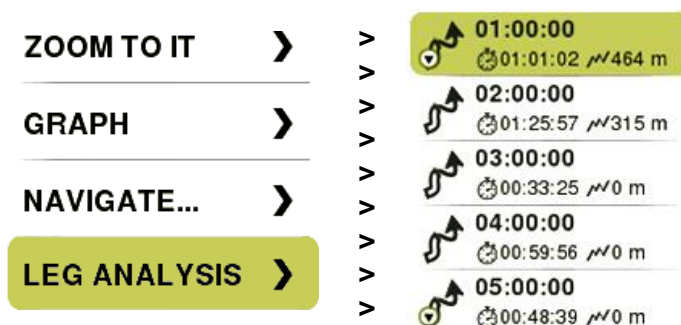 ZOOM TO IT ❯
GRAPH ❯
NAVIGATE... ❯
LEG ANALYSIS ❯
>
>
>
>
>
>
>
>
>
01:00:00
01:01:02 464 m
02:00:00
01:25:57 315 m
03:00:00
00:33:25 0 m
04:00:00
00:59:56 0 m
05:00:00
00:48:39 0 m